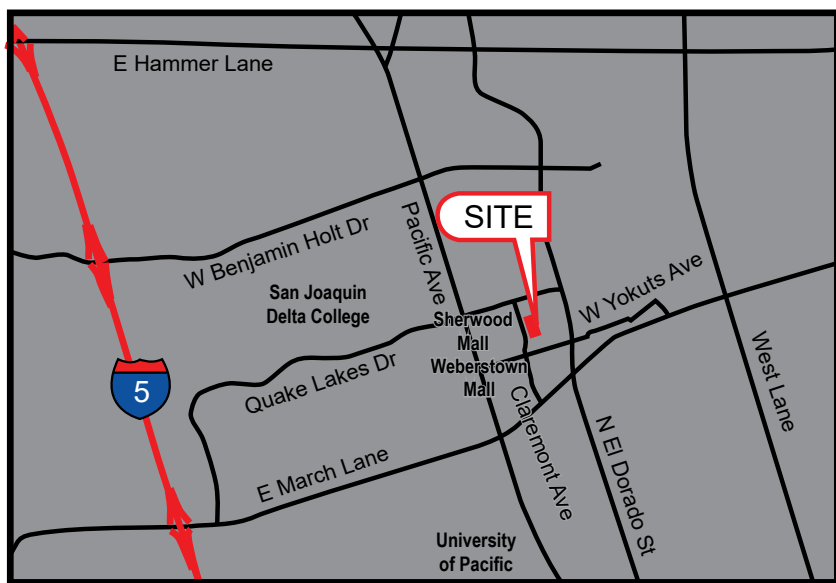 E Hammer Lane
W Benjamin Holt Dr
Pacific Ave
SITE
San Joaquin
Delta College
W Yokuts Ave
Sherwood
Mall
Weberstown
Mall
Quake Lakes Dr
5
Claremont Ave
N El Dorado St
West Lane
E March Lane
University
of Pacific